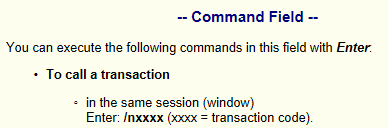 -- Command Field --
You can execute the following commands in this field with Enter:
• To call a transaction
◦ in the same session (window)
Enter: /nxxxx (xxxx = transaction code).